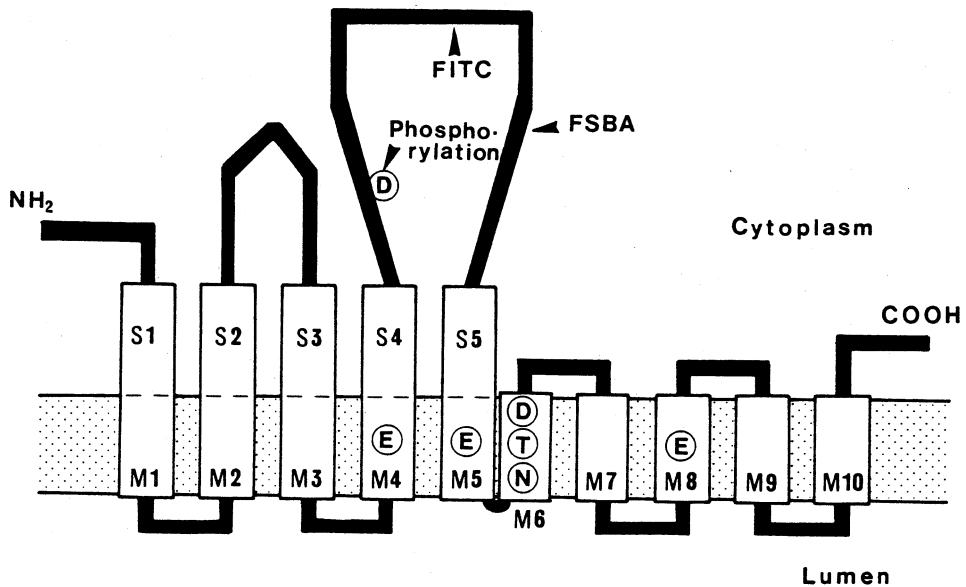 FITC
FSBA
Phospho-
rylation
D
NH₂
Cytoplasm
COOH
S1 S2 S3 S4 S5
D
T
E E N E
M1 M2 M3 M4 M5 M7 M8 M9 M10
M6
Lumen